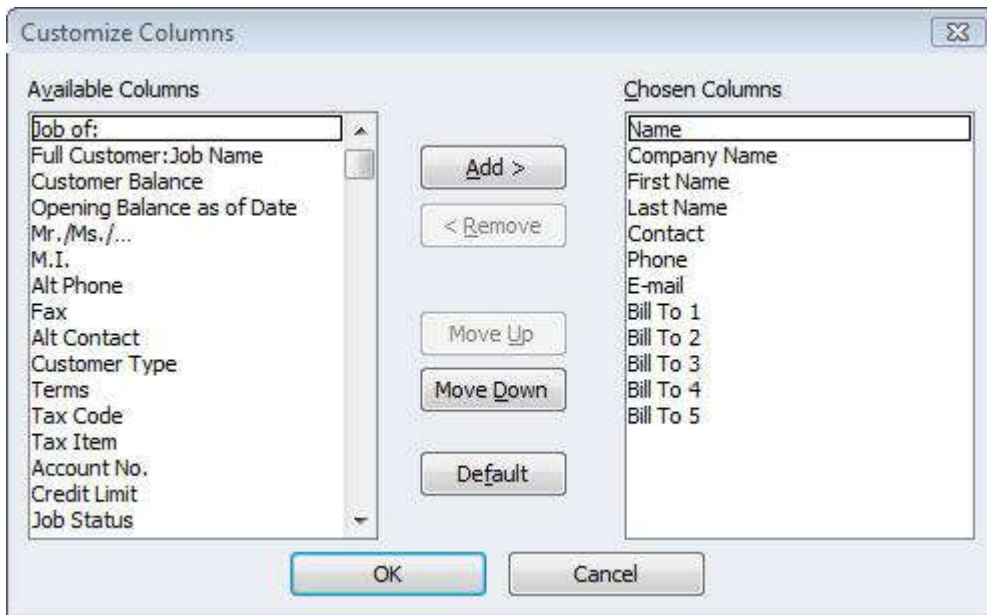 Customize Columns
Available Columns
Job of:
Full Customer:Job Name
Customer Balance
Opening Balance as of Date
Mr./Ms./...
M.I.
Alt Phone
Fax
Alt Contact
Customer Type
Terms
Tax Code
Tax Item
Account No.
Credit Limit
Job Status
Add >
< Remove
Move Up
Move Down
Default
Chosen Columns
Name
Company Name
First Name
Last Name
Contact
Phone
E-mail
Bill To 1
Bill To 2
Bill To 3
Bill To 4
Bill To 5
OK
Cancel